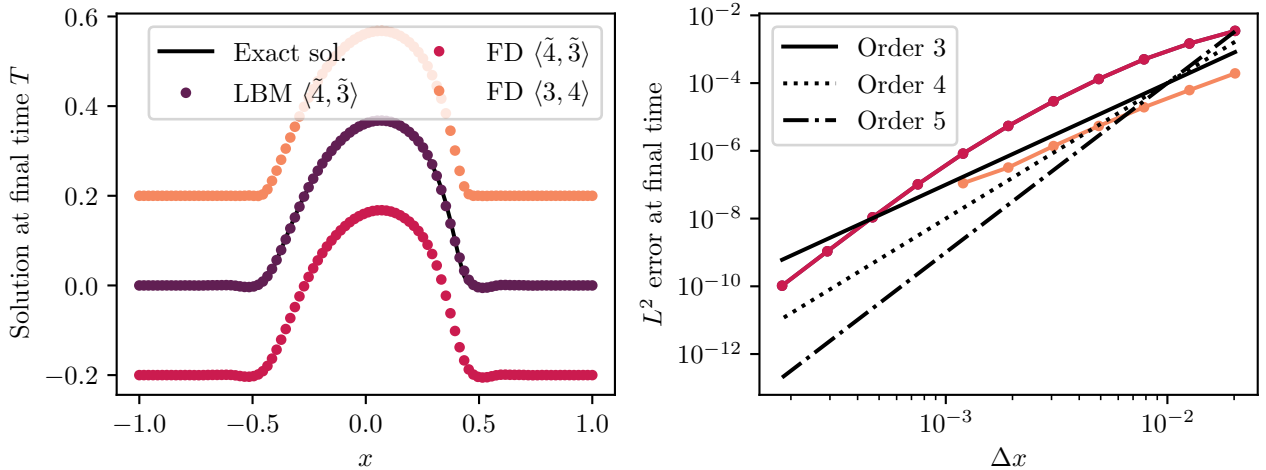 Solution at final time T
0.6
0.4
0.2
0.0
−0.2
−1.0
−0.5
0.0
0.5
1.0
x
Exact sol.
LBM ⟨4̃, 3̃⟩
FD ⟨4̃, 3̃⟩
FD ⟨3, 4⟩
L² error at final time
10⁻²
10⁻⁴
10⁻⁶
10⁻⁸
10⁻¹⁰
10⁻¹²
10⁻³
10⁻²
Δx
Order 3
Order 4
Order 5